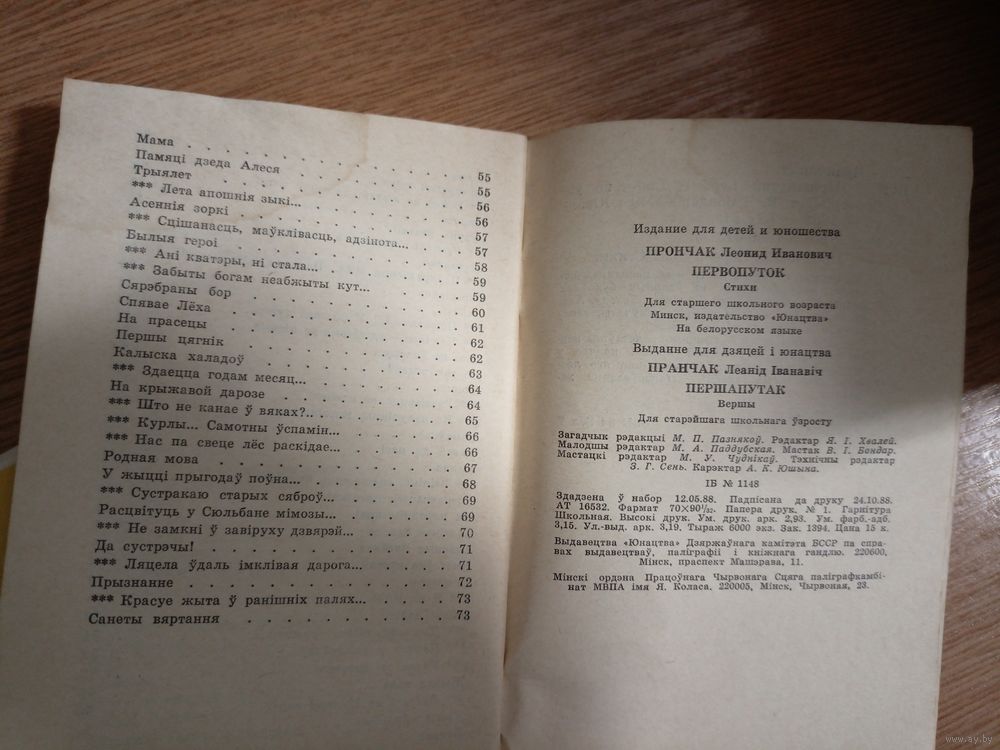 Мама . . . . . . . . . . . . 55
Памяці дзеда Алеся . . . . . . . 55
Трыялет . . . . . . . . . . . 56
*** Лета апошнія зыкі... . . . . . . 56
Асеннія зоркі . . . . . . . . . 57
*** Сцішанасць, маўклівасць, адзінота... . 57
Былыя героі . . . . . . . . . . 58
*** Ані кватэры, ні стала... . . . . . 59
*** Забыты богам неабжыты кут... . . . 59
Сярэбраны бор . . . . . . . . . 60
Спявае Лёха . . . . . . . . . . 61
На прасецы . . . . . . . . . . 62
Першы цягнік . . . . . . . . . 62
Калыска халадоў . . . . . . . . 63
*** Здаецца годам месяц... . . . . . . 64
На крыжавой дарозе . . . . . . . 64
*** Што не канае ў вяках?.. . . . . . 65
*** Курлы... Самотны ўспамін... . . . . 66
*** Нас па свеце лёс раскідае... . . . . 66
Родная мова . . . . . . . . . . 67
У жыцці прыгодаў поўна... . . . . . 68
*** Сустракаю старых сяброў... . . . . 69
Расцвітуць у Сюльбане мімозы... . . . 69
*** Не замкні ў завіруху дзвярэй... . . . 70
Да сустрэчы! . . . . . . . . . . 71
*** Ляцела ўдаль імклівая дарога... . . . 71
Прызнанне . . . . . . . . . . . 72
*** Красуе жыта ў ранішніх палях... . . . 73
Санеты вяртання . . . . . . . . . 73
Издание для детей и юношества
ПРОНЧАК Леонид Иванович
ПЕРВОПУТОК
Стихи
Для старшего школьного возраста
Минск, издательство «Юнацтва»
На белорусском языке
Выданне для дзяцей і юнацтва
ПРАНЧАК Леанід Іванавіч
ПЕРШАПУТАК
Вершы
Для старэйшага школьнага ўзросту
Загадчык рэдакцыі М. П. Пазнякоў. Рэдактар Я. Г. Хвалей.
Малодшы рэдактар М. А. Паддубская. Мастак В. Г. Бондар.
Мастацкі рэдактар М. У. Чуднікаў. Тэхнічны рэдактар
З. Г. Сень. Карэктар А. К. Юшына.
ІБ № 1148
Здадзена ў набор 12.05.88. Падпісана да друку 24.10.88.
АТ 16532. Фармат 70×90¹/₃₂. Папера друк. № 1. Гарнітура
Школьная. Высокі друк. Ум. друк. арк. 2,93. Ум. фарб.-адб.
3,15. Ул.-выд. арк. 3,19. Тыраж 6000 экз. Зак. 1394. Цана 15 к.
Выдавецтва «Юнацтва» Дзяржаўнага камітэта БССР па спра-
вах выдавецтваў, паліграфіі і кніжнага гандлю. 220600,
Мінск, праспект Машэрава, 11.
Мінскі ордэна Працоўнага Чырвонага Сцяга паліграфкамбі-
нат МВПА імя Я. Коласа. 220005, Мінск, Чырвоная, 23.
www.ay.by